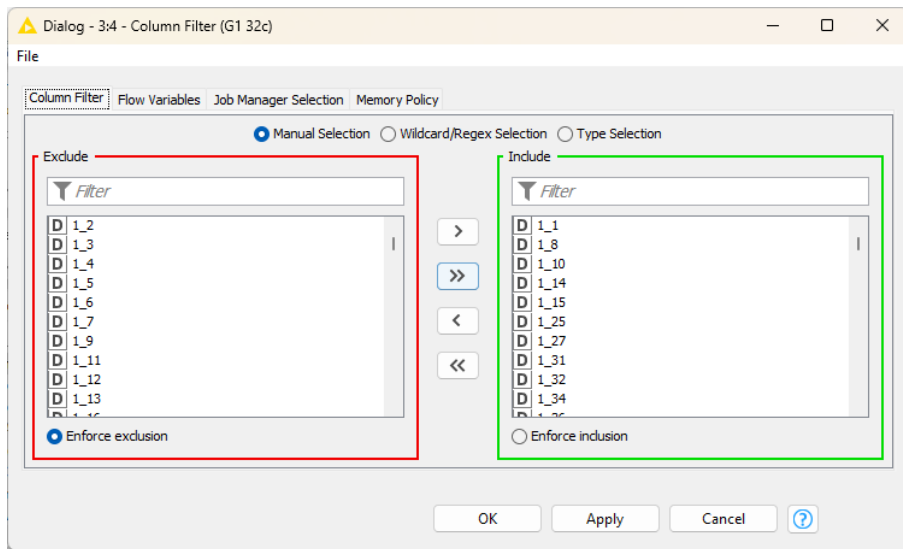 Dialog - 3:4 - Column Filter (G1 32c)
File
Column Filter Flow Variables Job Manager Selection Memory Policy
Manual Selection Wildcard/Regex Selection Type Selection
Exclude
Filter
D 1_2
D 1_3
D 1_4
D 1_5
D 1_6
D 1_7
D 1_9
D 1_11
D 1_12
D 1_13
Enforce exclusion
>
>>
<
<<
Include
Filter
D 1_1
D 1_8
D 1_10
D 1_14
D 1_15
D 1_25
D 1_27
D 1_31
D 1_32
D 1_34
Enforce inclusion
OK Apply Cancel ?